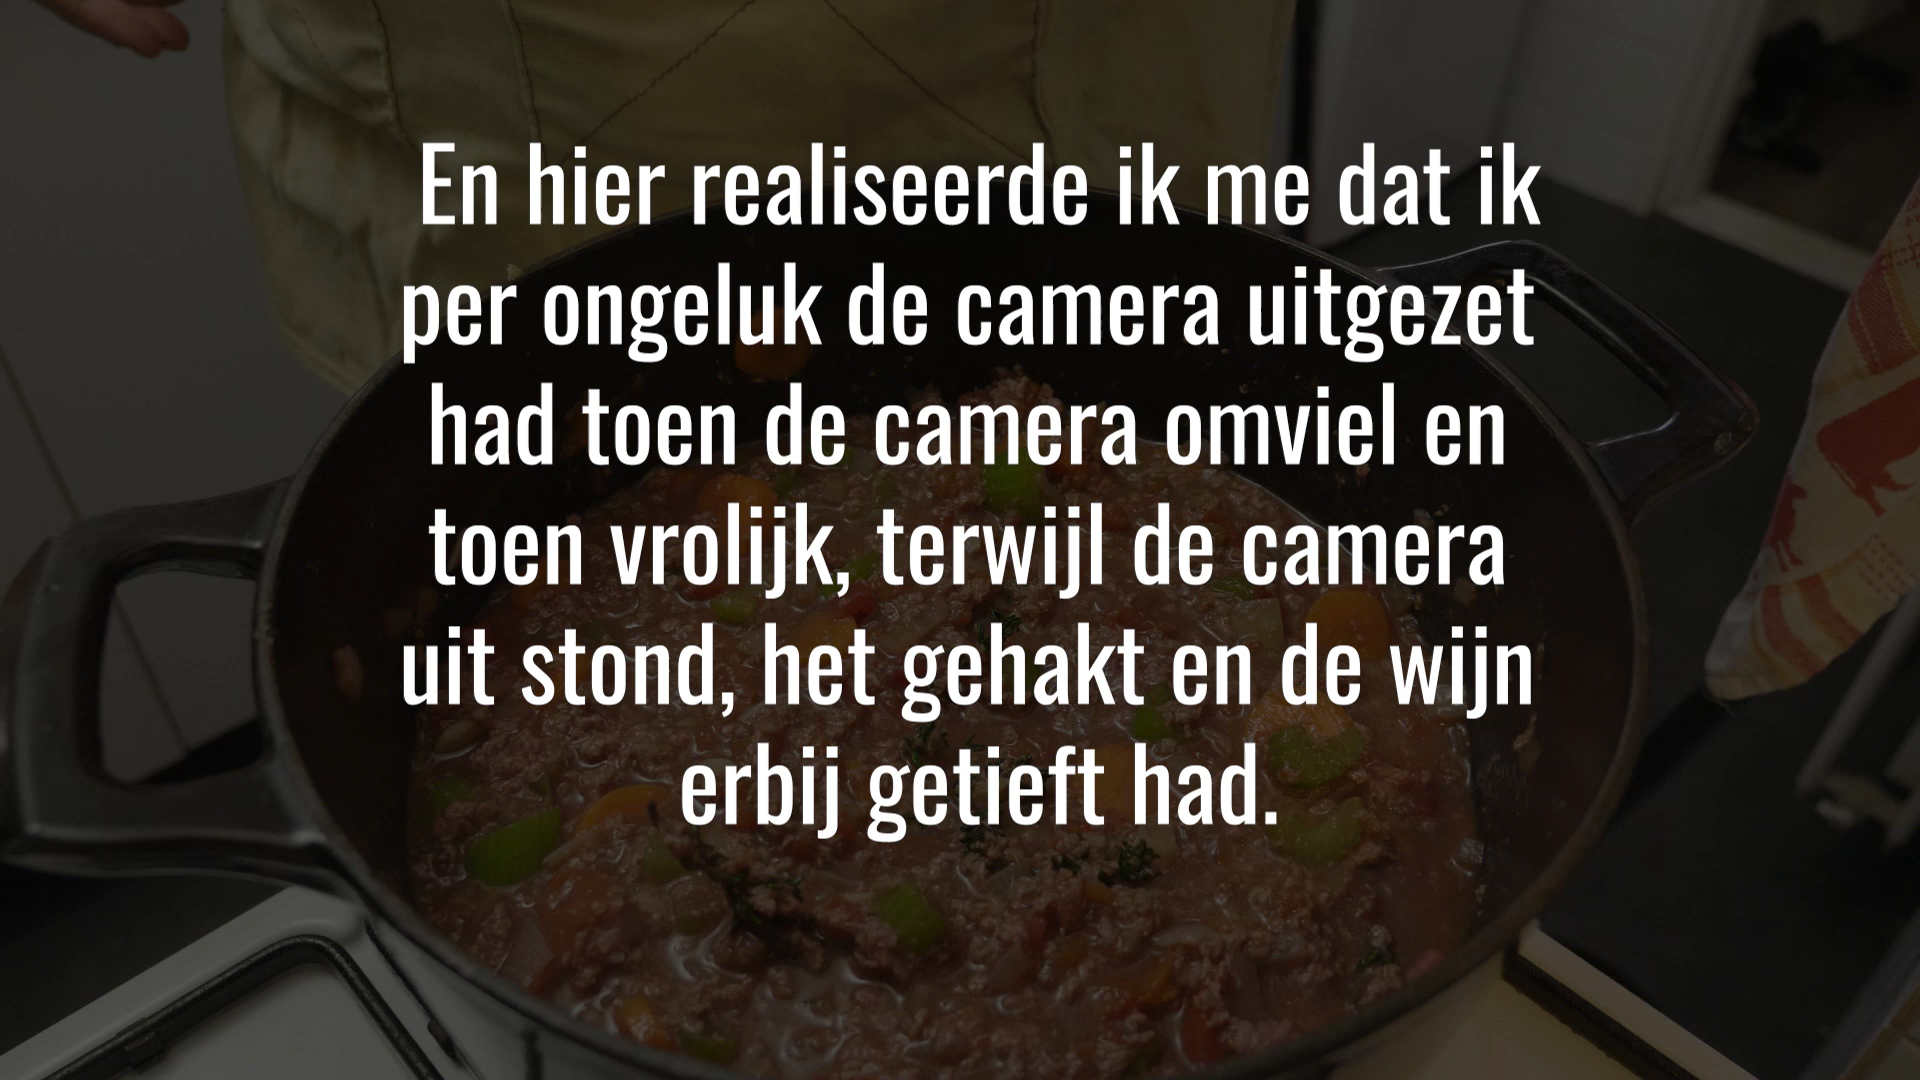 En hier realiseerde ik me dat ik
per ongeluk de camera uitgezet
had toen de camera omviel en
toen vrolijk, terwijl de camera
uit stond, het gehakt en de wijn
erbij getieft had.